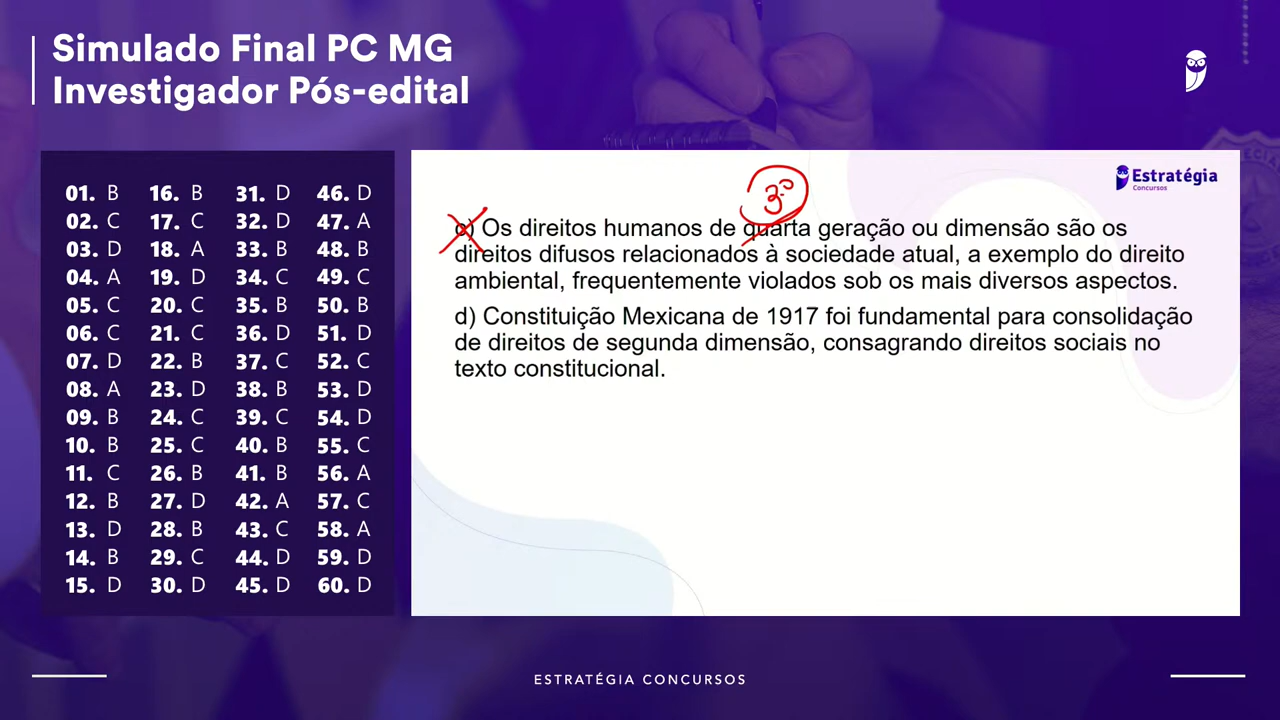 Simulado Final PC MG
Investigador Pós-edital
01. B 16. B 31. D 46. D
02. C 17. C 32. D 47. A
03. D 18. A 33. B 48. B
04. A 19. D 34. C 49. C
05. C 20. C 35. B 50. B
06. C 21. C 36. D 51. D
07. D 22. B 37. C 52. C
08. A 23. D 38. B 53. D
09. B 24. C 39. C 54. D
10. B 25. C 40. B 55. C
11. C 26. B 41. B 56. A
12. B 27. D 42. A 57. C
13. D 28. B 43. C 58. A
14. B 29. C 44. D 59. D
15. D 30. D 45. D 60. D
Estratégia
Concursos
3ª
c) Os direitos humanos de quarta geração ou dimensão são os
direitos difusos relacionados à sociedade atual, a exemplo do direito
ambiental, frequentemente violados sob os mais diversos aspectos.
d) Constituição Mexicana de 1917 foi fundamental para consolidação
de direitos de segunda dimensão, consagrando direitos sociais no
texto constitucional.
ESTRATÉGIA CONCURSOS